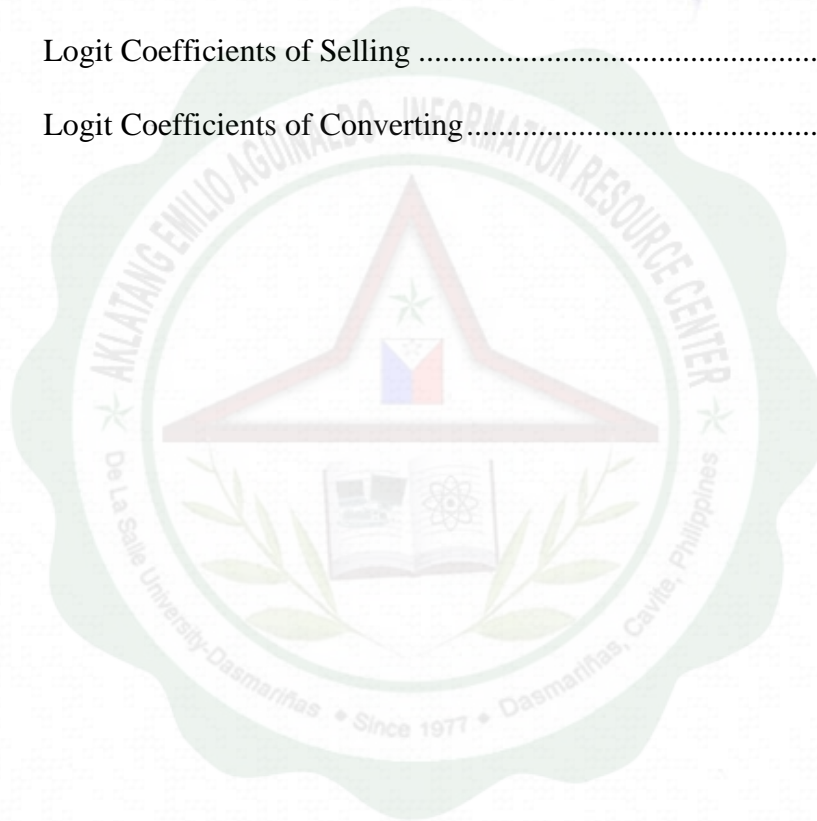 Logit Coefficients of Selling ..................................................
Logit Coefficients of Converting ............................................
AKLATANG EMILIO AGUINALDO - INFORMATION RESOURCE CENTER
De La Salle University-Dasmariñas • Since 1977 • Dasmariñas, Cavite, Philippines